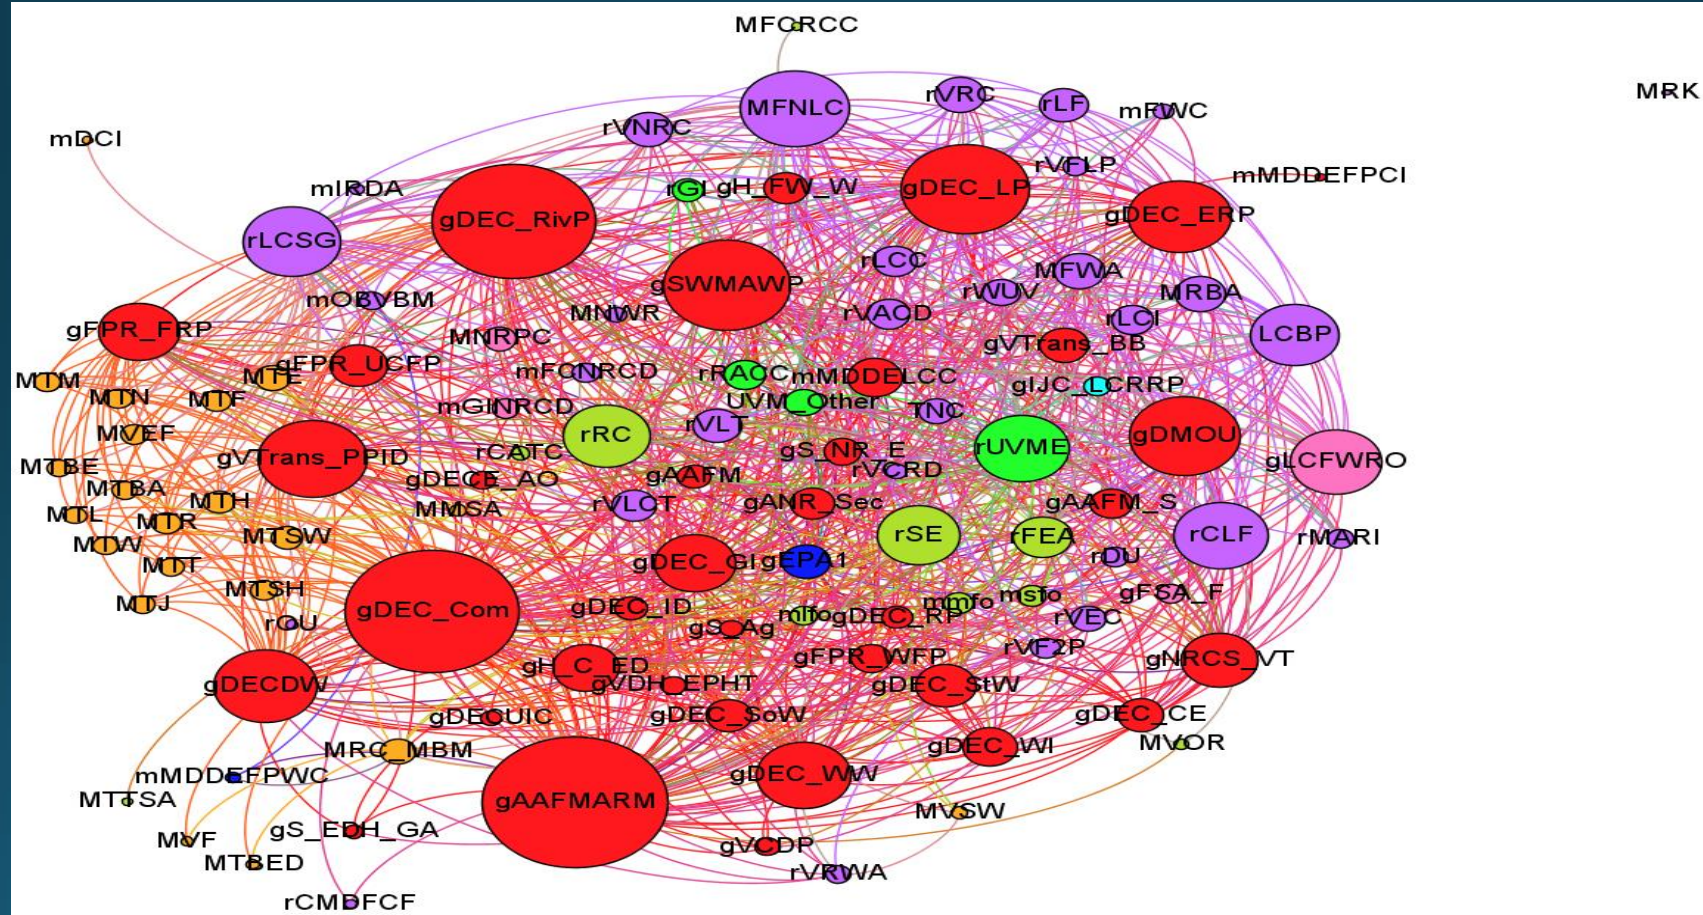 MFCRCC
MRK
MFNLC
rVRC
rLF
mFWC
rVNRC
mDCI
rVFLP
mMDDEFPCI
mIRDA
gH_FW_W
gDEC_LP
gDEC_RivP
gDEC_ERP
rLCSG
rLCC
MFWA
gSWMAWP
rWUV
MRBA
mOBVBM
MNWR
rVACD
rLCI
gFPR_FRP
MNRPC
gVTrans_BB
LCBP
gFPR_UCFP
MTM
MTE
rRACC
mMDDELCC
gIJC_LCRRP
MTN
MTF
mGINRCD
UVM_Other
TNC
MVEF
rRC
rVLT
gDMOU
gVTrans_PPID
rCATC
gS_NR_E
rUVME
gLCFWRO
MTBE
gDECE_AO
gAAFM
rVCRD
MTBA
MTH
MMSA
rVLCT
gANR_Sec
gAAFM_S
MTL
MTR
MTSW
rSE
rFEA
rCLF
rMARI
MTW
MTT
gDEC_GI
gEPA1
rDU
MTSH
gFSA_F
MTJ
gDEC_Com
gDEC_ID
mmfo
msfo
rOU
gS_Ag
gDEC_RP
rVEC
gH_C_ED
gFPR_WFP
rVF2P
gNRCS_VT
gDECDW
gVDH_EPHT
gDEC_StW
gDECUIC
gDEC_SoW
gDEC_CE
MRC_MBM
gDEC_WI
MVOR
mMDDEFPWC
gDEC_WW
MTTSA
gAAFMARM
MVSW
MVF
gS_EDH_GA
gVCDP
MTBED
rVRWA
rCMDFCF